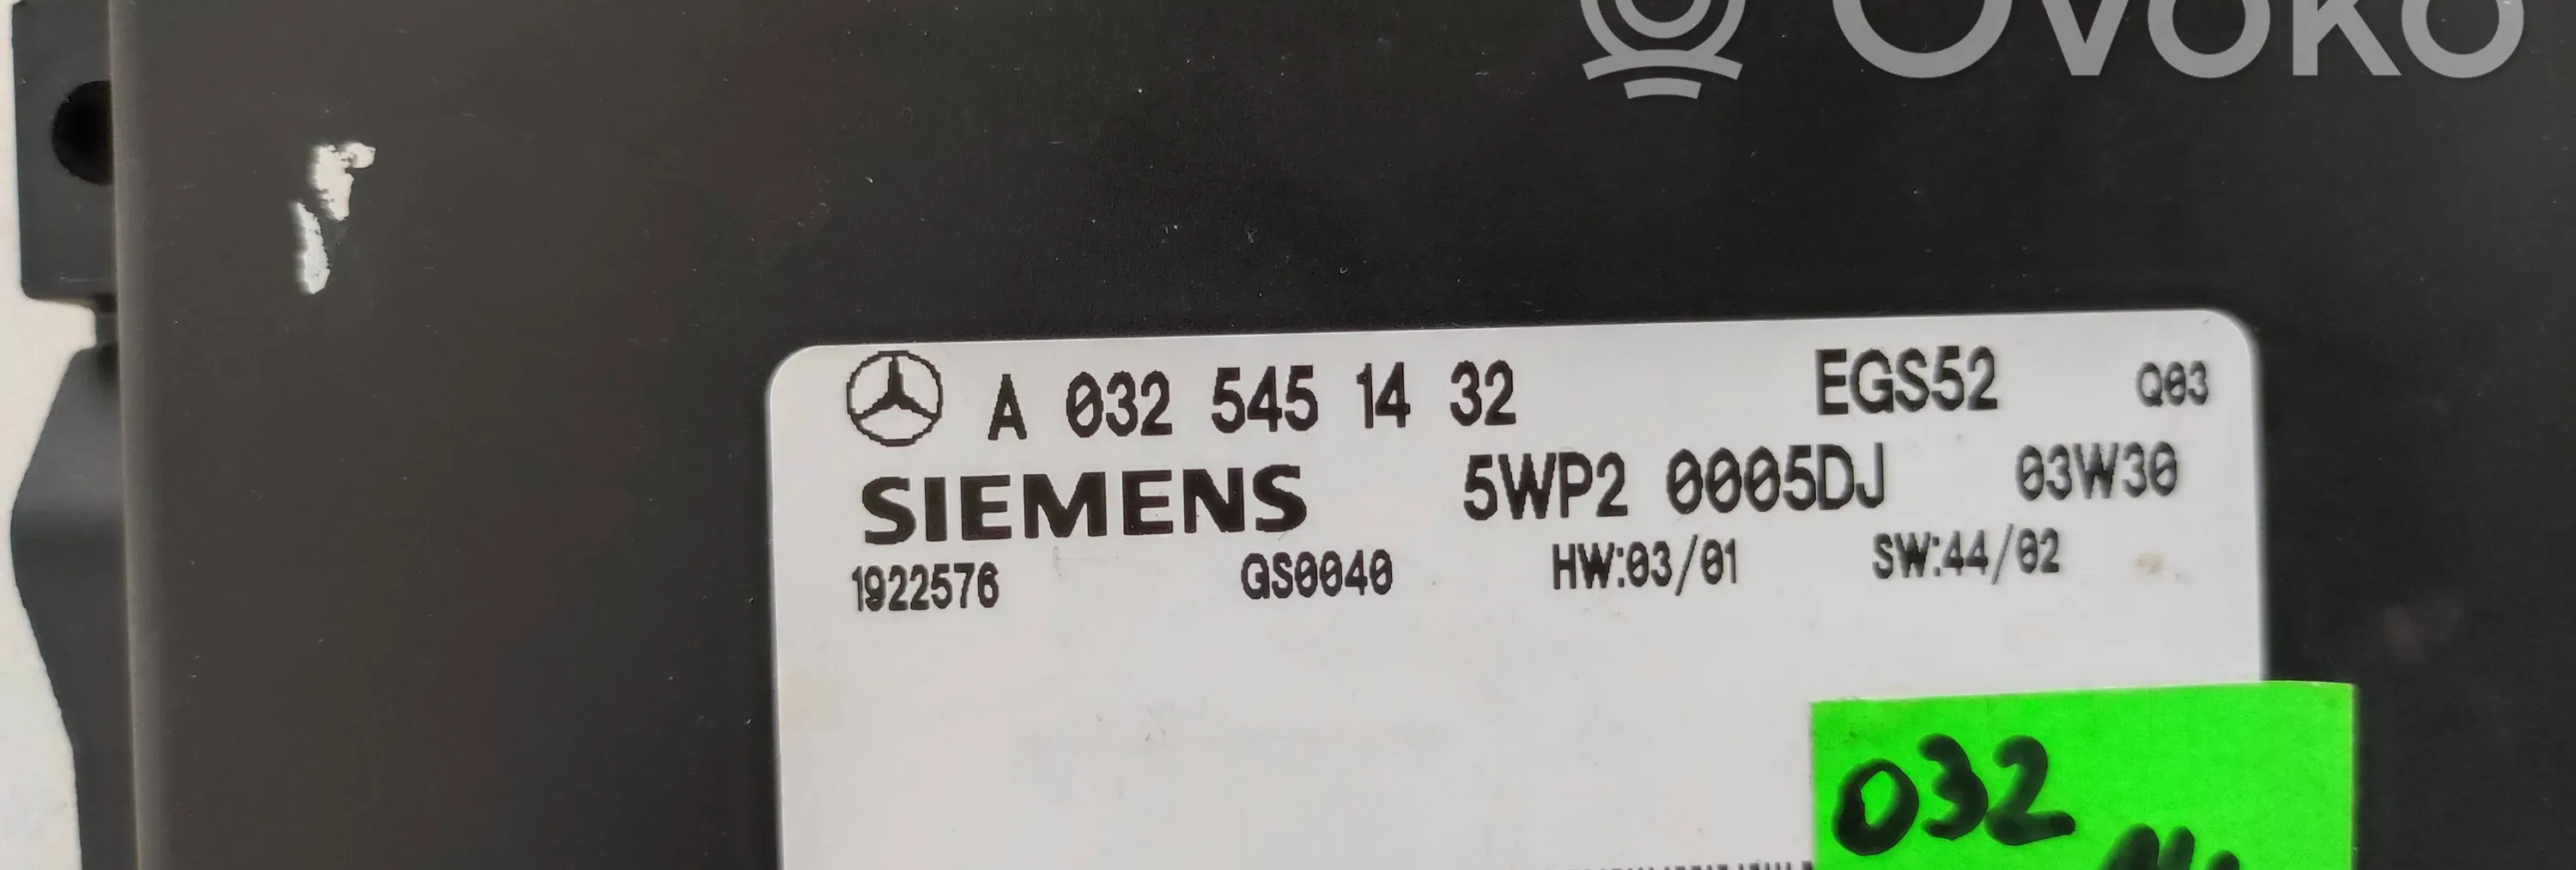 OVOKO
A 032 545 14 32 EGS52 Q03
SIEMENS 5WP2 0005DJ 03W30
1922576 GS0040 HW:03/01 SW:44/02
032